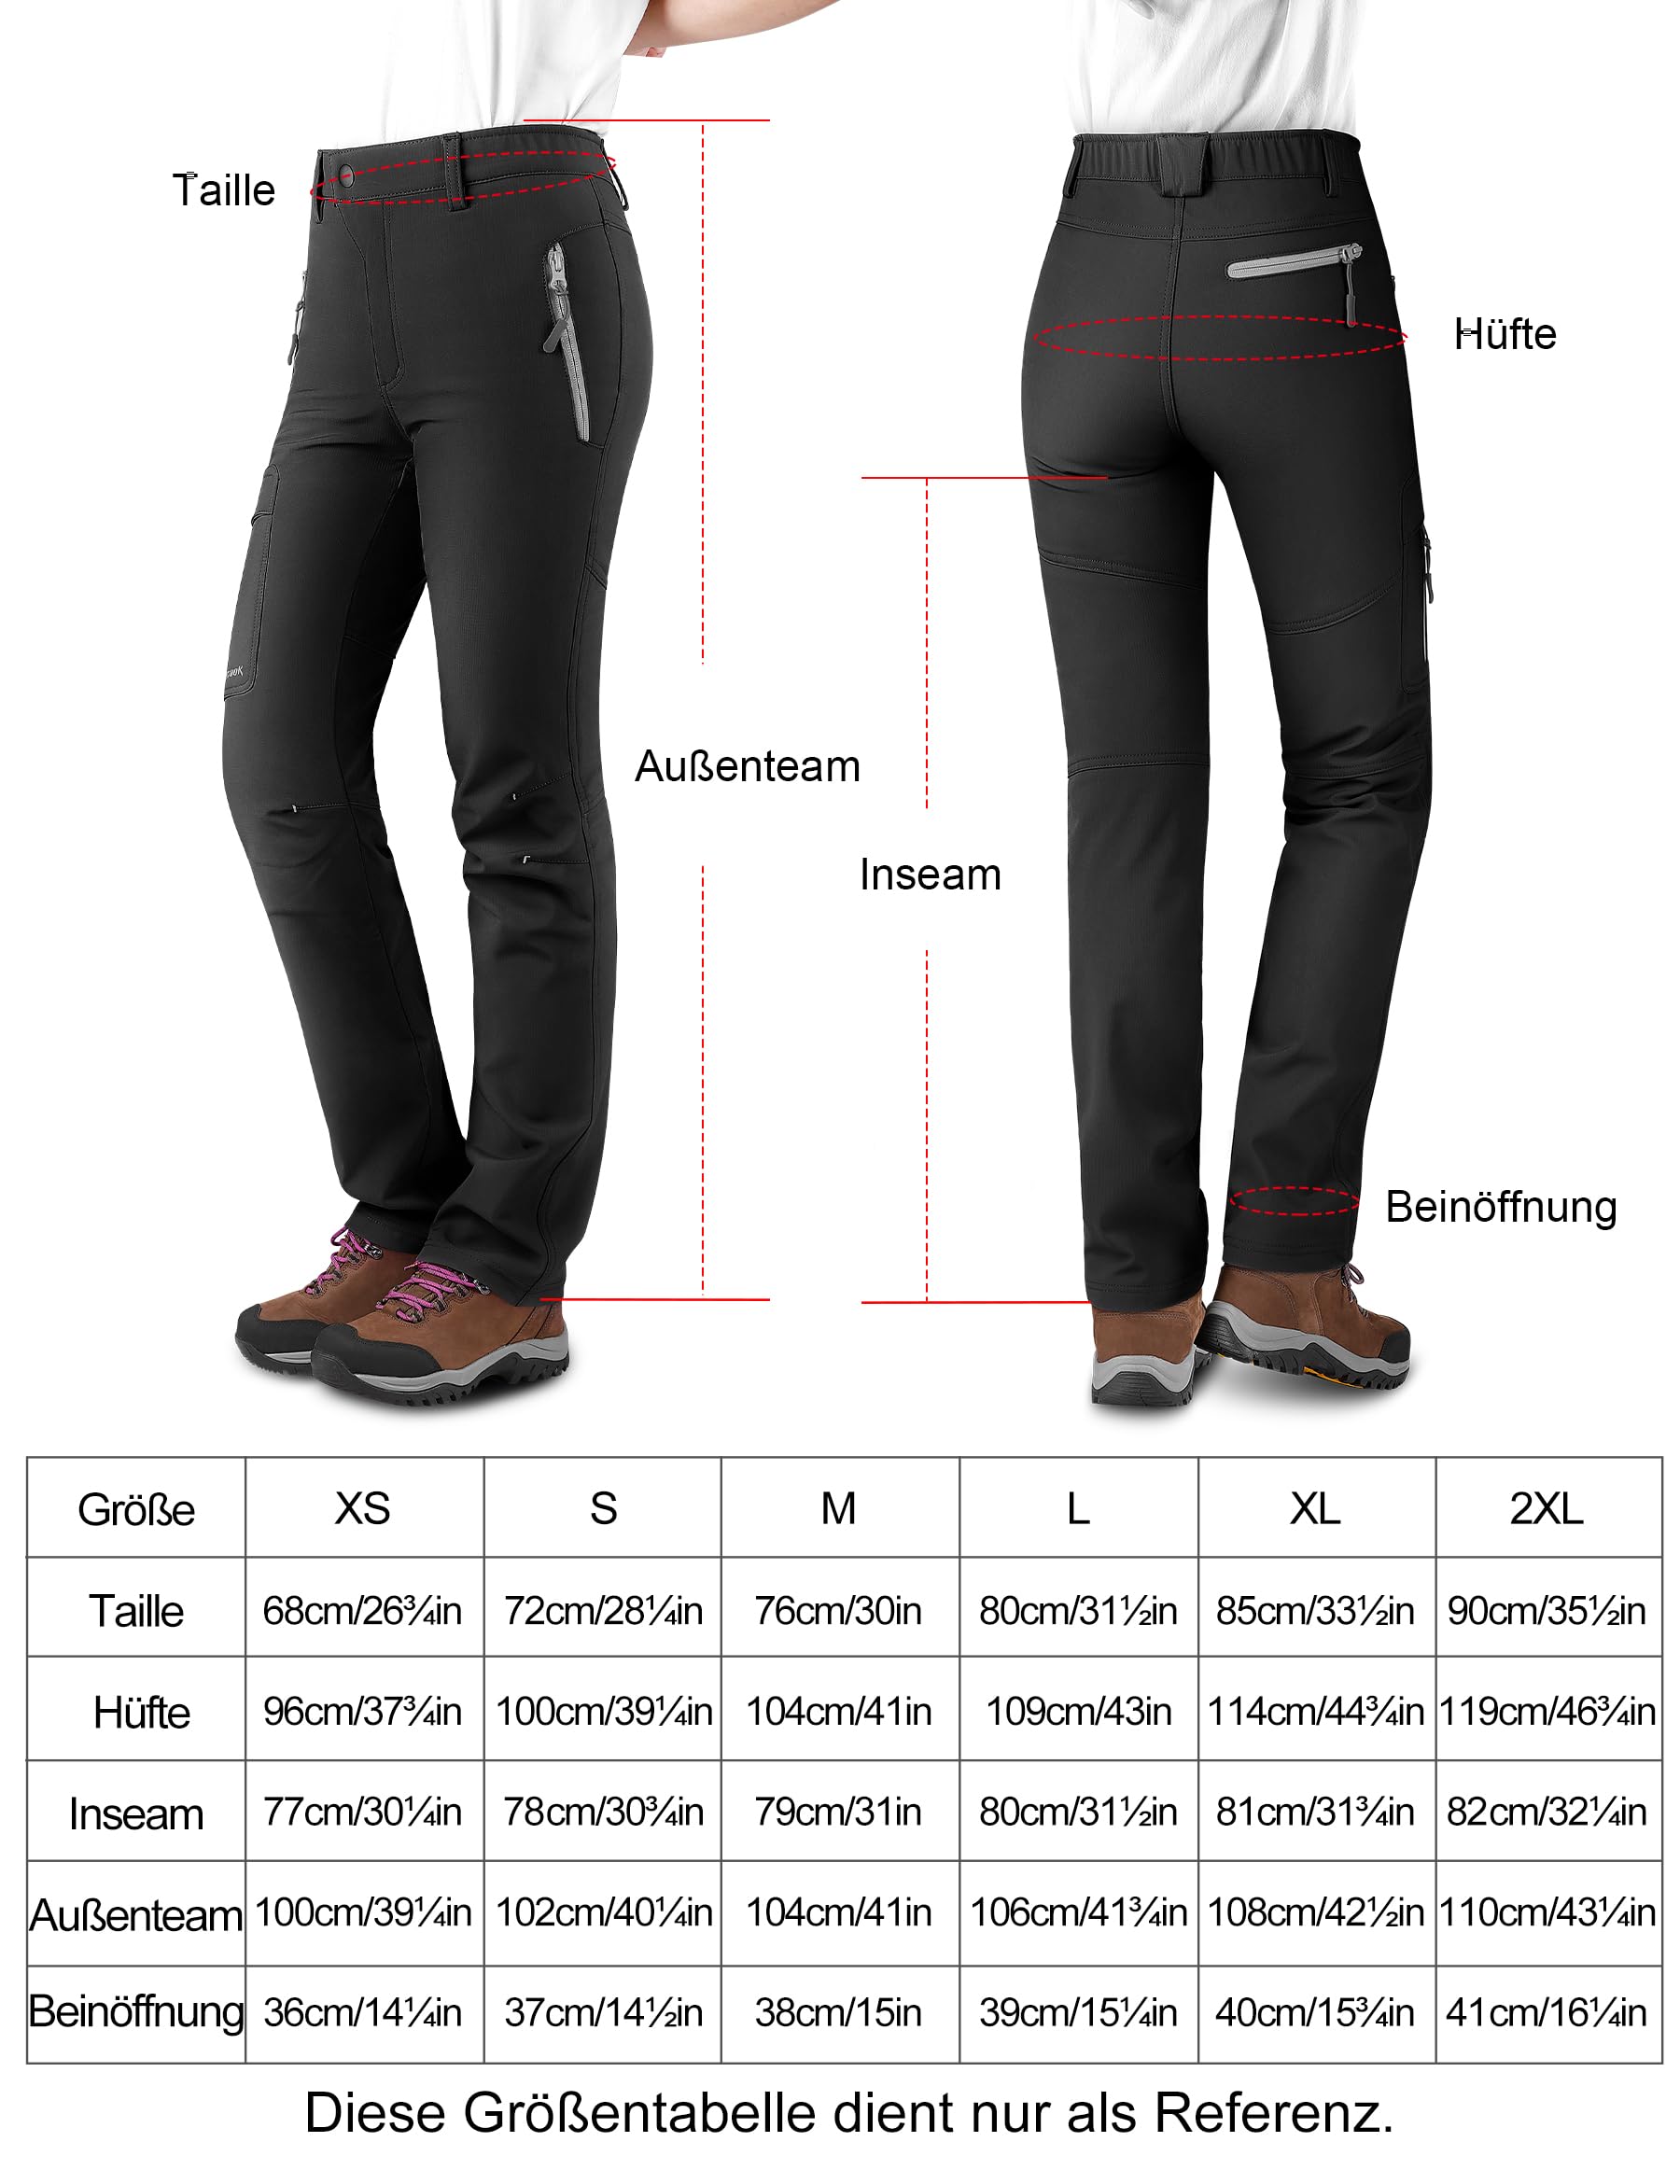 Taille
Hüfte
Außenteam
Inseam
Beinöffnung
Größe XS S M L XL 2XL
Taille 68cm/26¾in 72cm/28¼in 76cm/30in 80cm/31½in 85cm/33½in 90cm/35½in
Hüfte 96cm/37¾in 100cm/39¼in 104cm/41in 109cm/43in 114cm/44¾in 119cm/46¾in
Inseam 77cm/30¼in 78cm/30¾in 79cm/31in 80cm/31½in 81cm/31¾in 82cm/32¼in
Außenteam 100cm/39¼in 102cm/40¼in 104cm/41in 106cm/41¾in 108cm/42½in 110cm/43¼in
Beinöffnung 36cm/14¼in 37cm/14½in 38cm/15in 39cm/15¼in 40cm/15¾in 41cm/16¼in
Diese Größentabelle dient nur als Referenz.